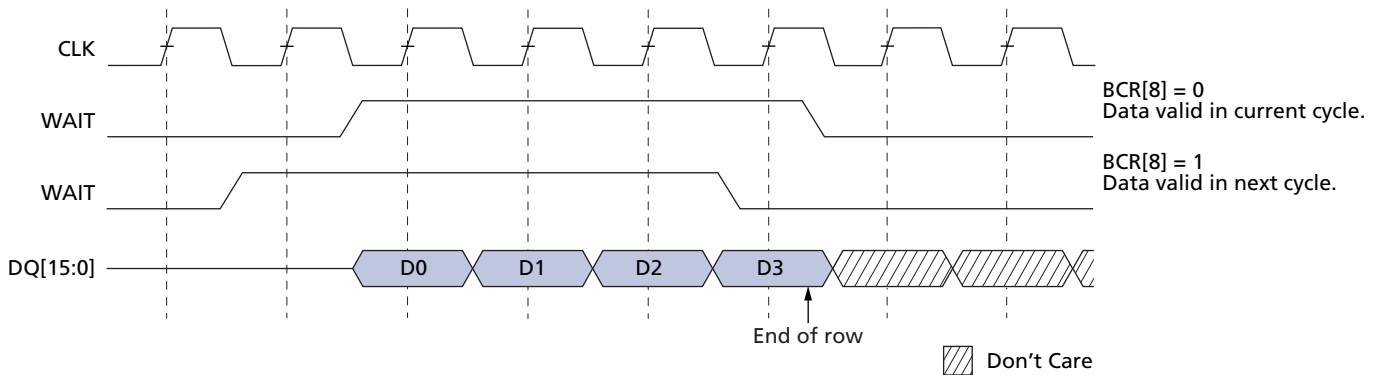 CLK
BCR[8] = 0
Data valid in current cycle.
WAIT
BCR[8] = 1
Data valid in next cycle.
WAIT
DQ[15:0]
D0
D1
D2
D3
End of row
Don't Care